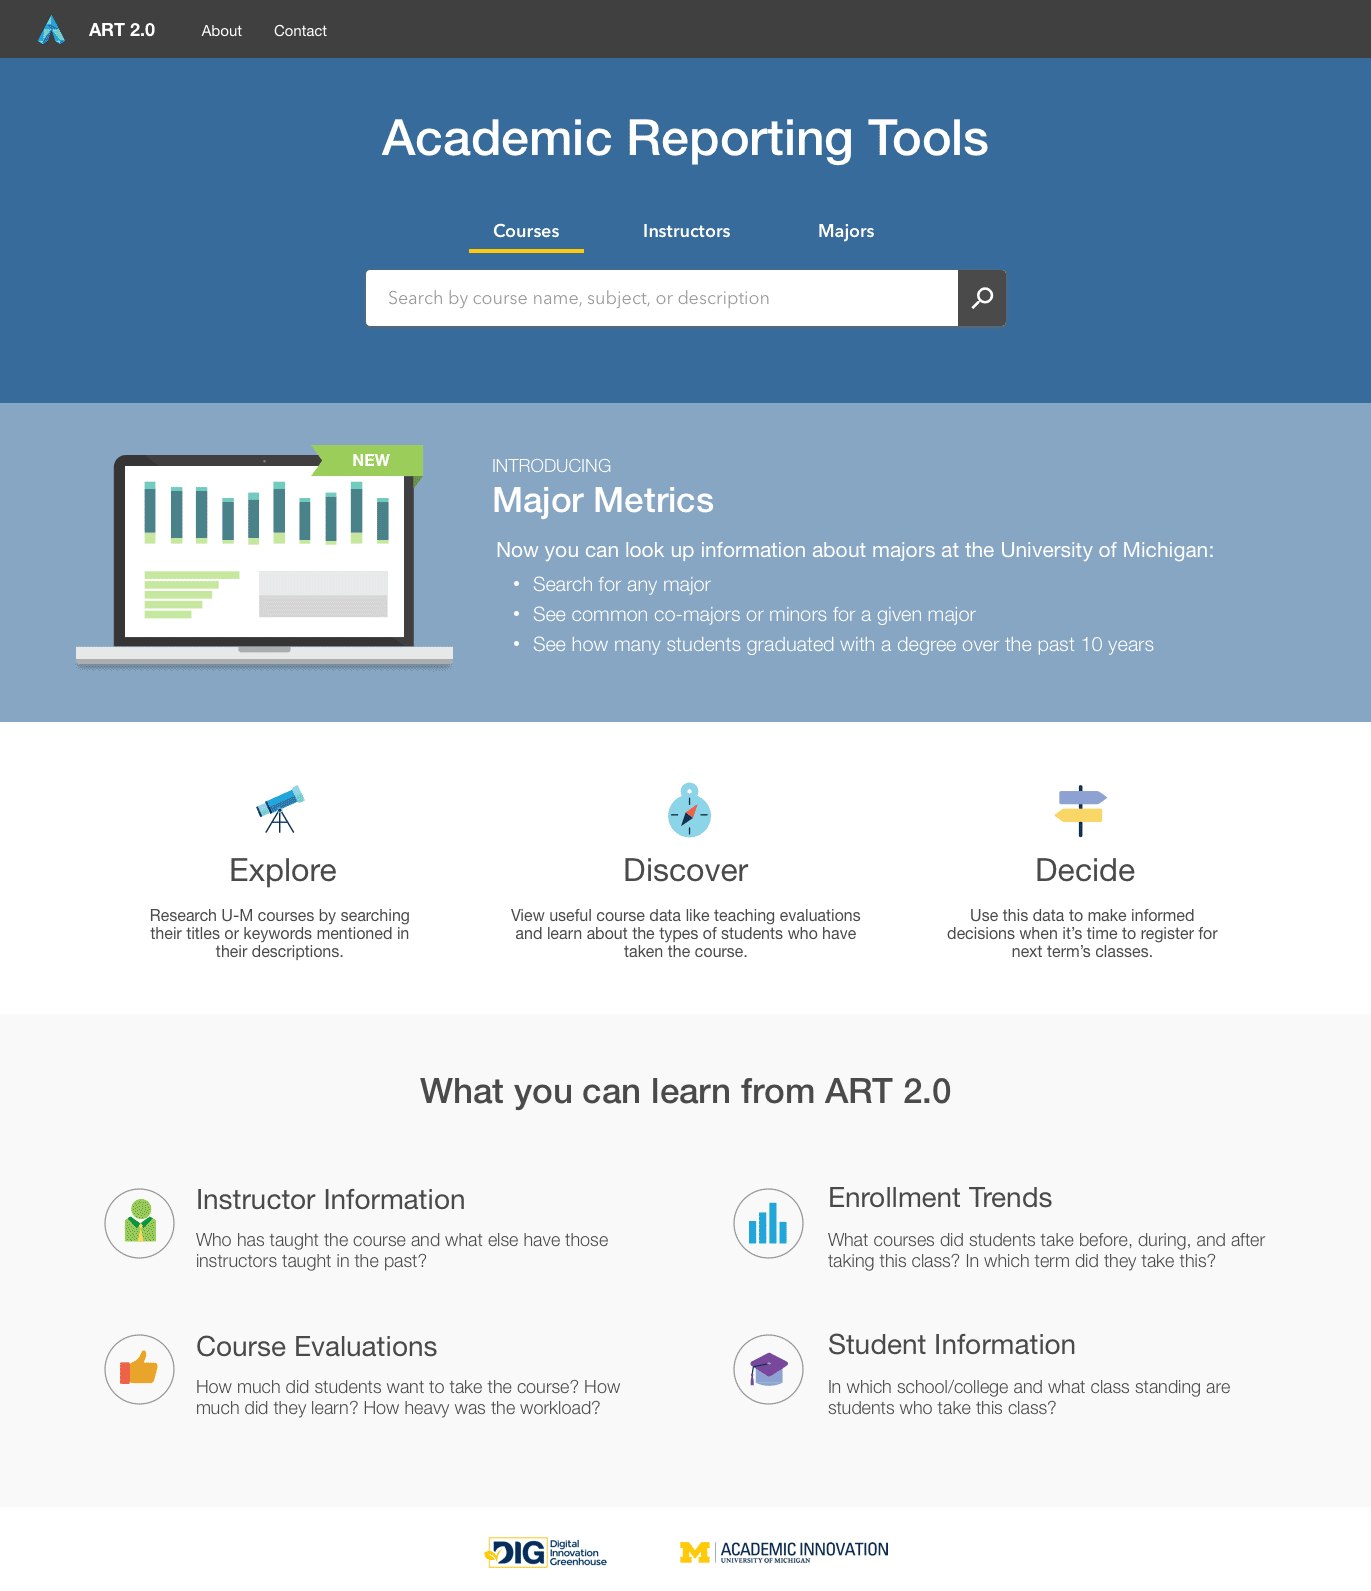 ART 2.0 About Contact
Academic Reporting Tools
Courses Instructors Majors
Search by course name, subject, or description
NEW
INTRODUCING
Major Metrics
Now you can look up information about majors at the University of Michigan:
• Search for any major
• See common co-majors or minors for a given major
• See how many students graduated with a degree over the past 10 years
Explore
Research U-M courses by searching
their titles or keywords mentioned in
their descriptions.
Discover
View useful course data like teaching evaluations
and learn about the types of students who have
taken the course.
Decide
Use this data to make informed
decisions when it’s time to register for
next term’s classes.
What you can learn from ART 2.0
Instructor Information
Who has taught the course and what else have those
instructors taught in the past?
Enrollment Trends
What courses did students take before, during, and after
taking this class? In which term did they take this?
Course Evaluations
How much did students want to take the course? How
much did they learn? How heavy was the workload?
Student Information
In which school/college and what class standing are
students who take this class?
DIG
Digital
Innovation
Greenhouse
M
ACADEMIC INNOVATION
UNIVERSITY OF MICHIGAN